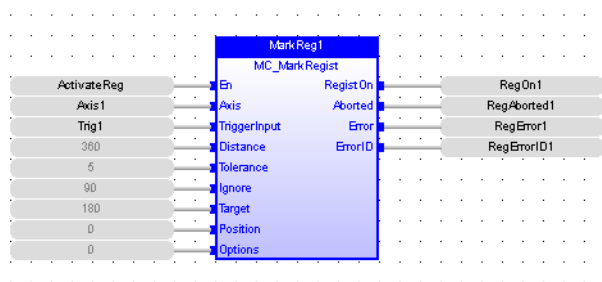 MarkReg1
MC_MarkRegist
ActivateReg En RegistOn RegOn1
Axis1 Axis Aborted RegAborted1
Trig1 TriggerInput Error RegError1
360 Distance ErrorID RegErrorID1
5 Tolerance
90 Ignore
180 Target
0 Position
0 Options